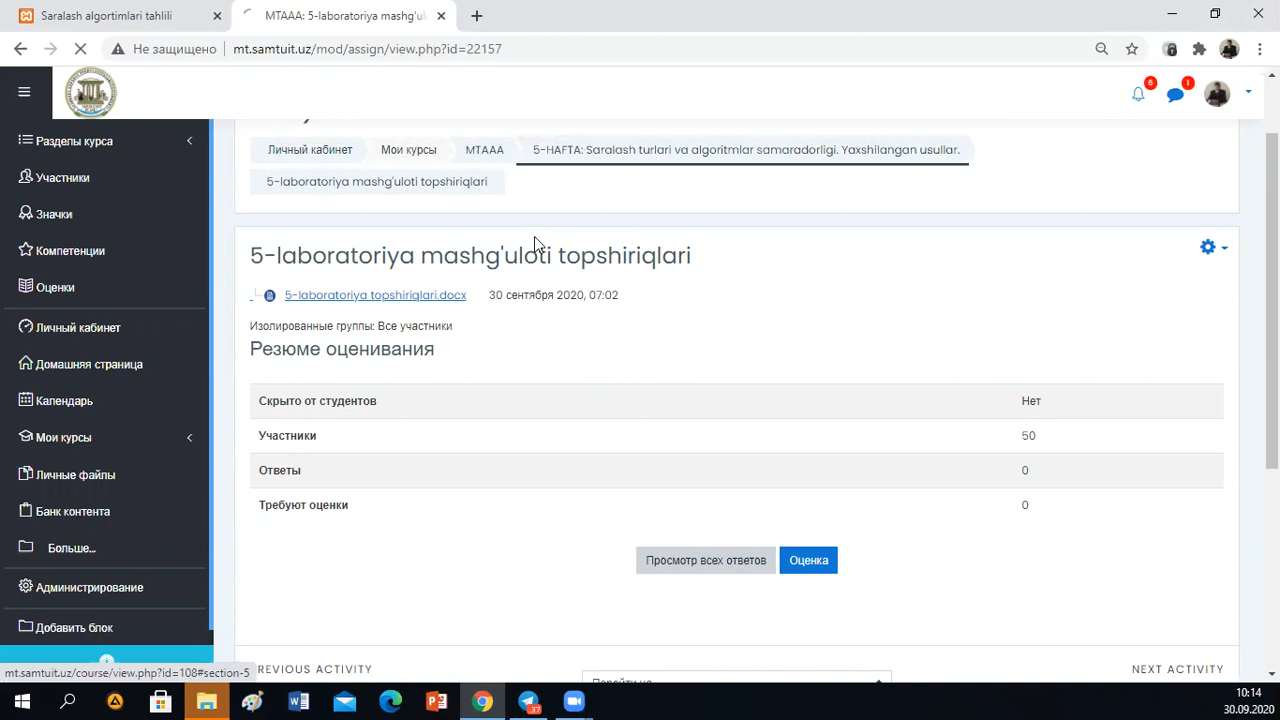 Saralash algortimlari tahlili
MTAAA: 5-laboratoriya mashg'ul
Не защищено
mt.samtuit.uz/mod/assign/view.php?id=22157
6
1
Разделы курса
Участники
Значки
Компетенции
Оценки
Личный кабинет
Домашняя страница
Календарь
Мои курсы
Личные файлы
Банк контента
Больше...
Администрирование
Добавить блок
mt.samtuit.uz/course/view.php?id=108#section-5
Личный кабинет
Мои курсы
MTAAA
5-HAFTA: Saralash turlari va algoritmlar samaradorligi. Yaxshilangan usullar.
5-laboratoriya mashg'uloti topshiriqlari
5-laboratoriya mashg'uloti topshiriqlari
5-laboratoriya topshiriqlari.docx 30 сентября 2020, 07:02
Изолированные группы: Все участники
Резюме оценивания
Скрыто от студентов Нет
Участники 50
Ответы 0
Требуют оценки 0
Просмотр всех ответов
Оценка
REVIOUS ACTIVITY
NEXT ACTIVITY
37
10:14
30.09.2020